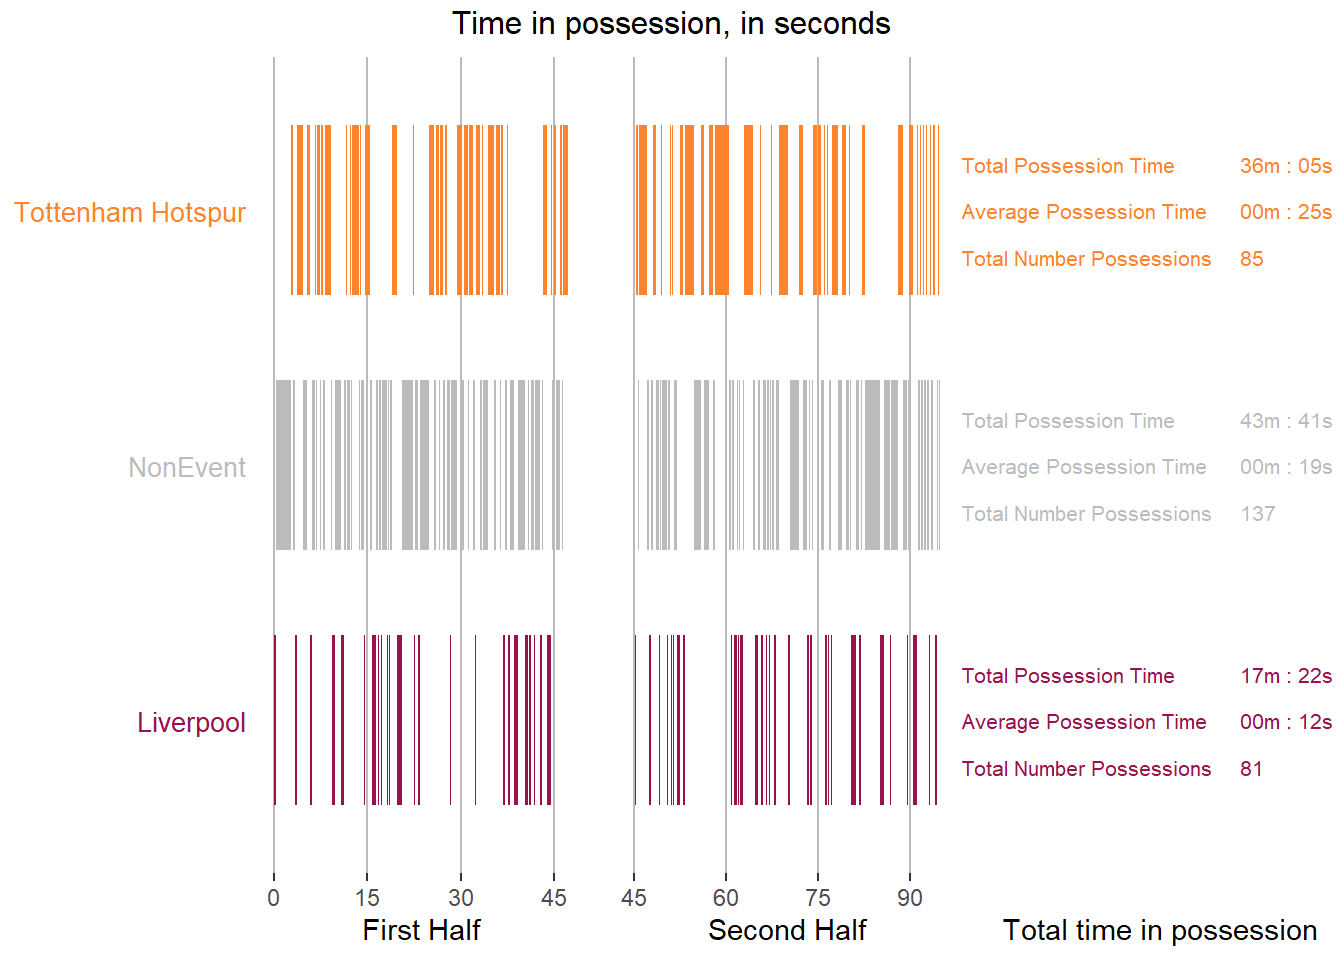 Time in possession, in seconds
Tottenham Hotspur
Total Possession Time 36m : 05s
Average Possession Time 00m : 25s
Total Number Possessions 85
NonEvent
Total Possession Time 43m : 41s
Average Possession Time 00m : 19s
Total Number Possessions 137
Liverpool
Total Possession Time 17m : 22s
Average Possession Time 00m : 12s
Total Number Possessions 81
0 15 30 45 45 60 75 90
First Half Second Half Total time in possession